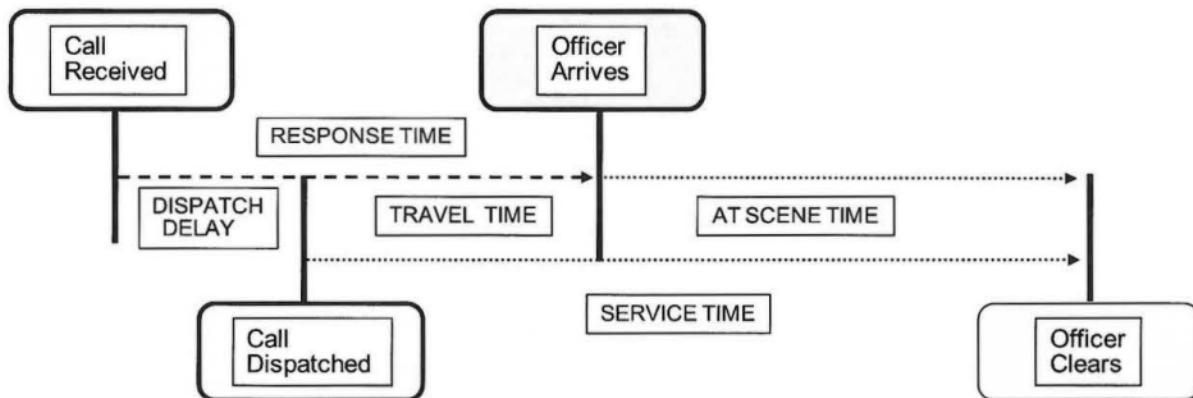 Call
Received
Officer
Arrives
RESPONSE TIME
DISPATCH
DELAY
TRAVEL TIME
AT SCENE TIME
SERVICE TIME
Call
Dispatched
Officer
Clears